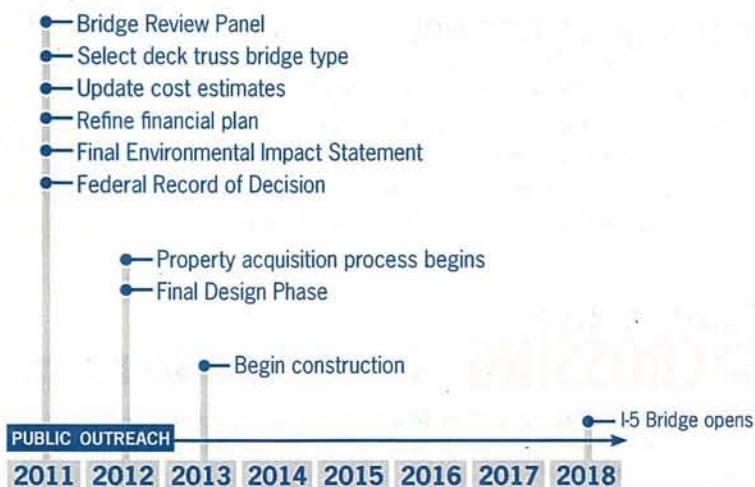 Bridge Review Panel
Select deck truss bridge type
Update cost estimates
Refine financial plan
Final Environmental Impact Statement
Federal Record of Decision
Property acquisition process begins
Final Design Phase
Begin construction
I-5 Bridge opens
PUBLIC OUTREACH
2011 2012 2013 2014 2015 2016 2017 2018
CROSSING